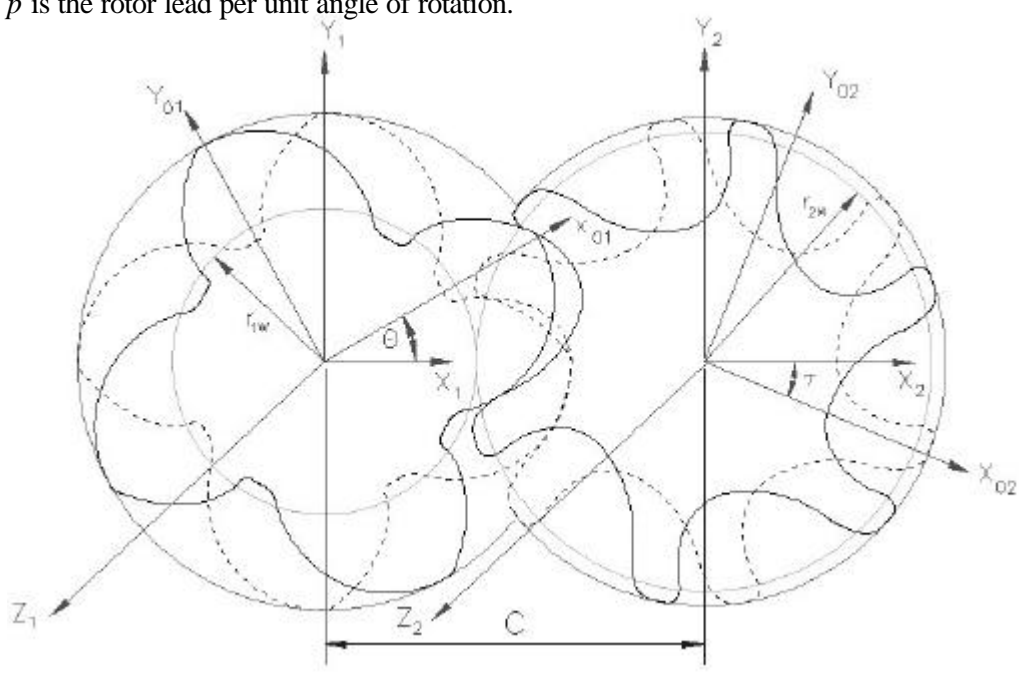 p is the rotor lead per unit angle of rotation.
Y1 Y2
Y01 Y02
r2w
x01
r1w
θ
X1 τ X2
X02
Z1 Z2
C